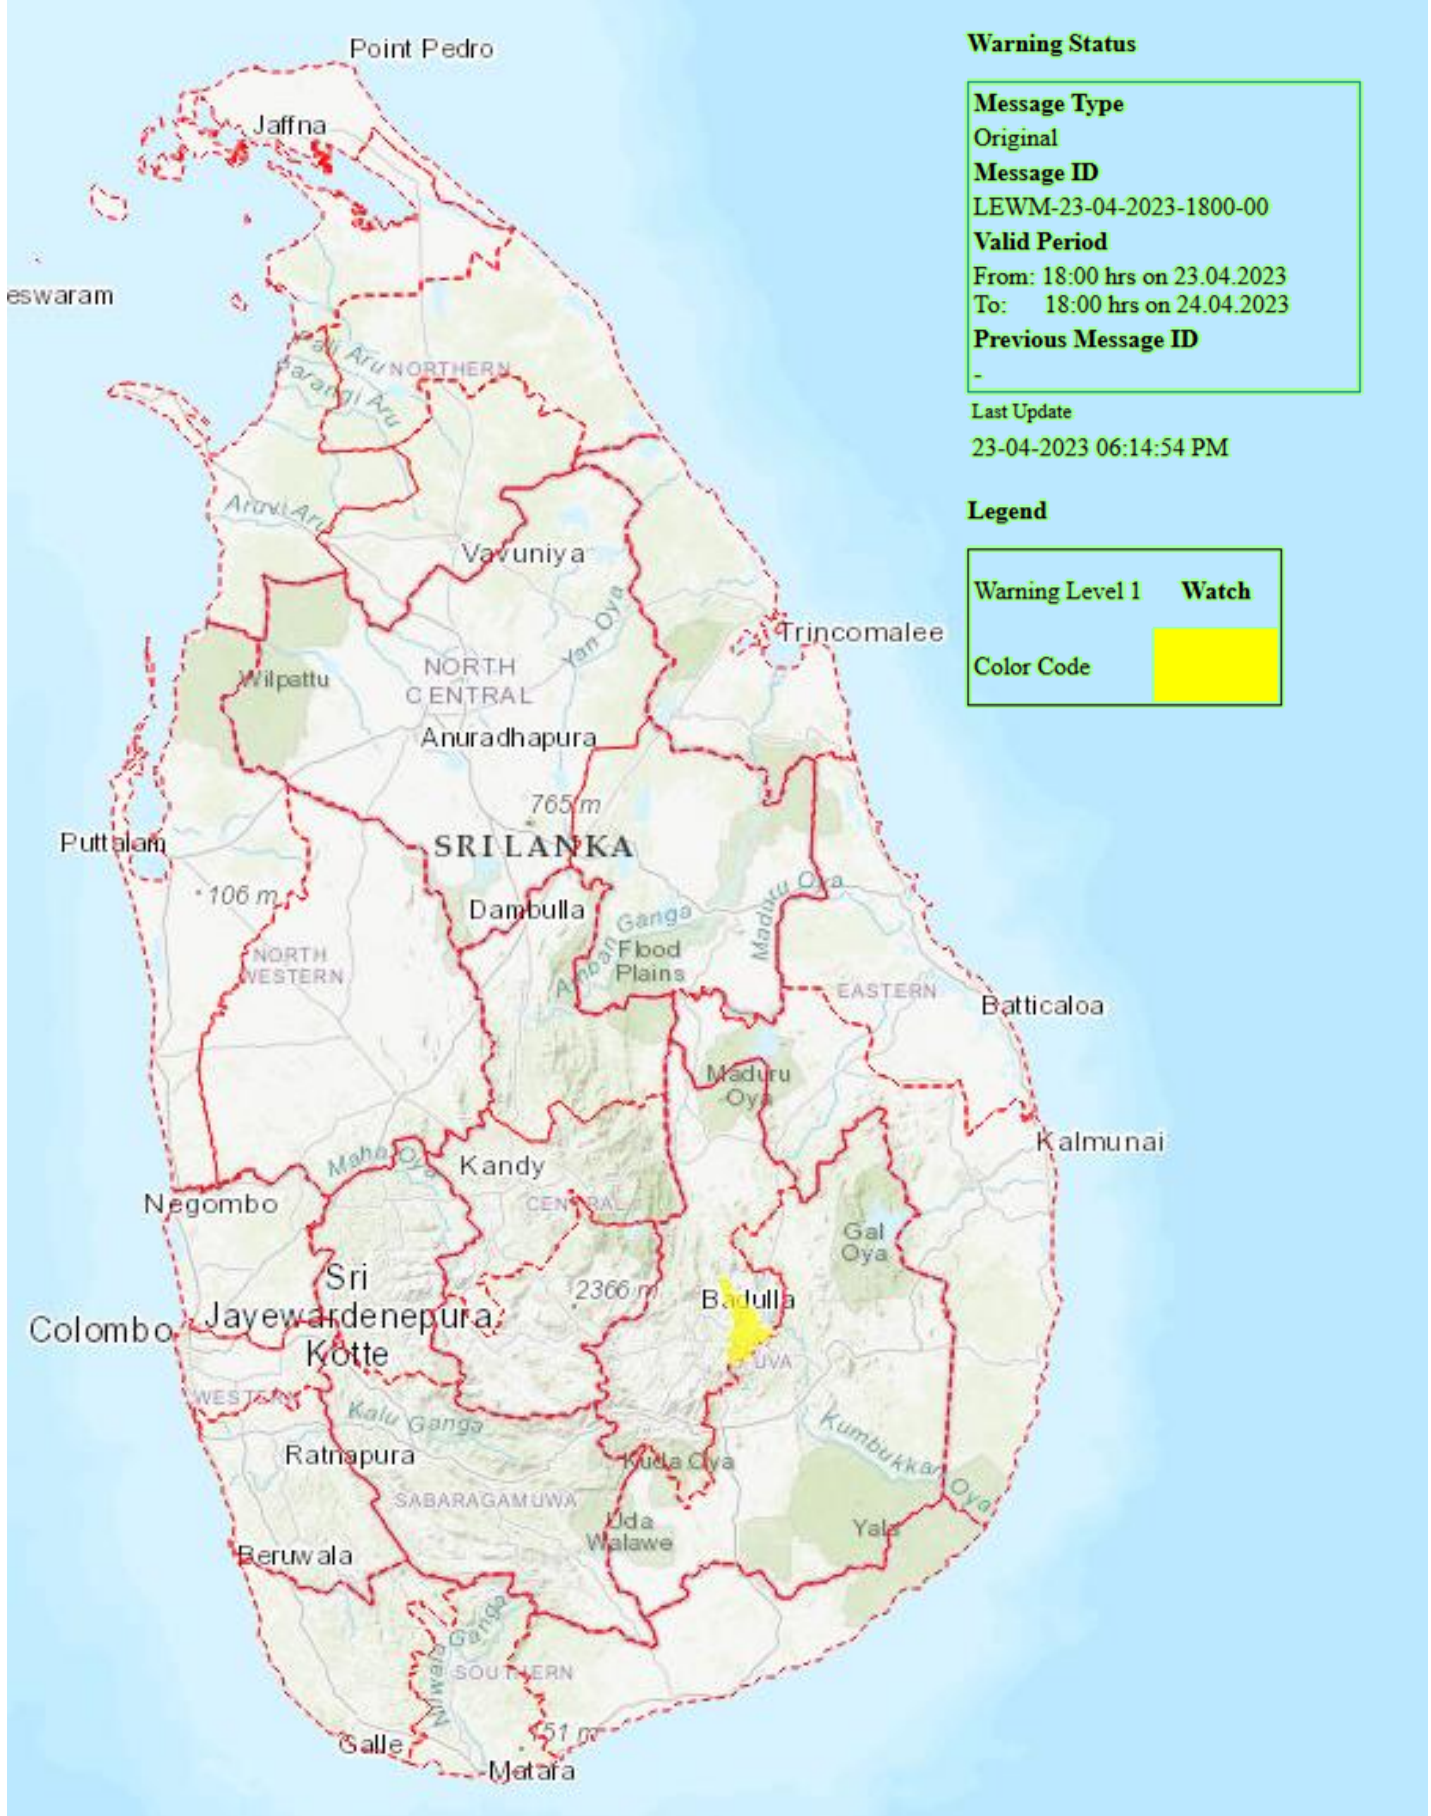 Point Pedro
Jaffna
eswaram
Pali Aru
Parangi Aru
NORTHERN
Aruvi Aru
Vavuniya
Yan Oya
Trincomalee
Wilpattu
NORTH
CENTRAL
Anuradhapura
765 m
Puttalam
SRI LANKA
106 m
Dambulla
Maduru Oya
Amban Ganga
Flood
Plains
NORTH
WESTERN
EASTERN
Batticaloa
Maduru
Oya
Kalmunai
Maha Oya
Kandy
CENTRAL
Negombo
Gal
Oya
Sri
Jayewardenepura
Kotte
2366 m
Badulla
Colombo
UVA
WESTERN
Kalu Ganga
Kumbukkan Oya
Ratnapura
Kuda Oya
SABARAGAMUWA
Uda
Walawe
Yala
Beruwala
Nilwala Ganga
SOUTHERN
51 m
Galle
Matara
Warning Status
Message Type
Original
Message ID
LEWM-23-04-2023-1800-00
Valid Period
From: 18:00 hrs on 23.04.2023
To: 18:00 hrs on 24.04.2023
Previous Message ID
-
Last Update
23-04-2023 06:14:54 PM
Legend
Warning Level 1 Watch
Color Code